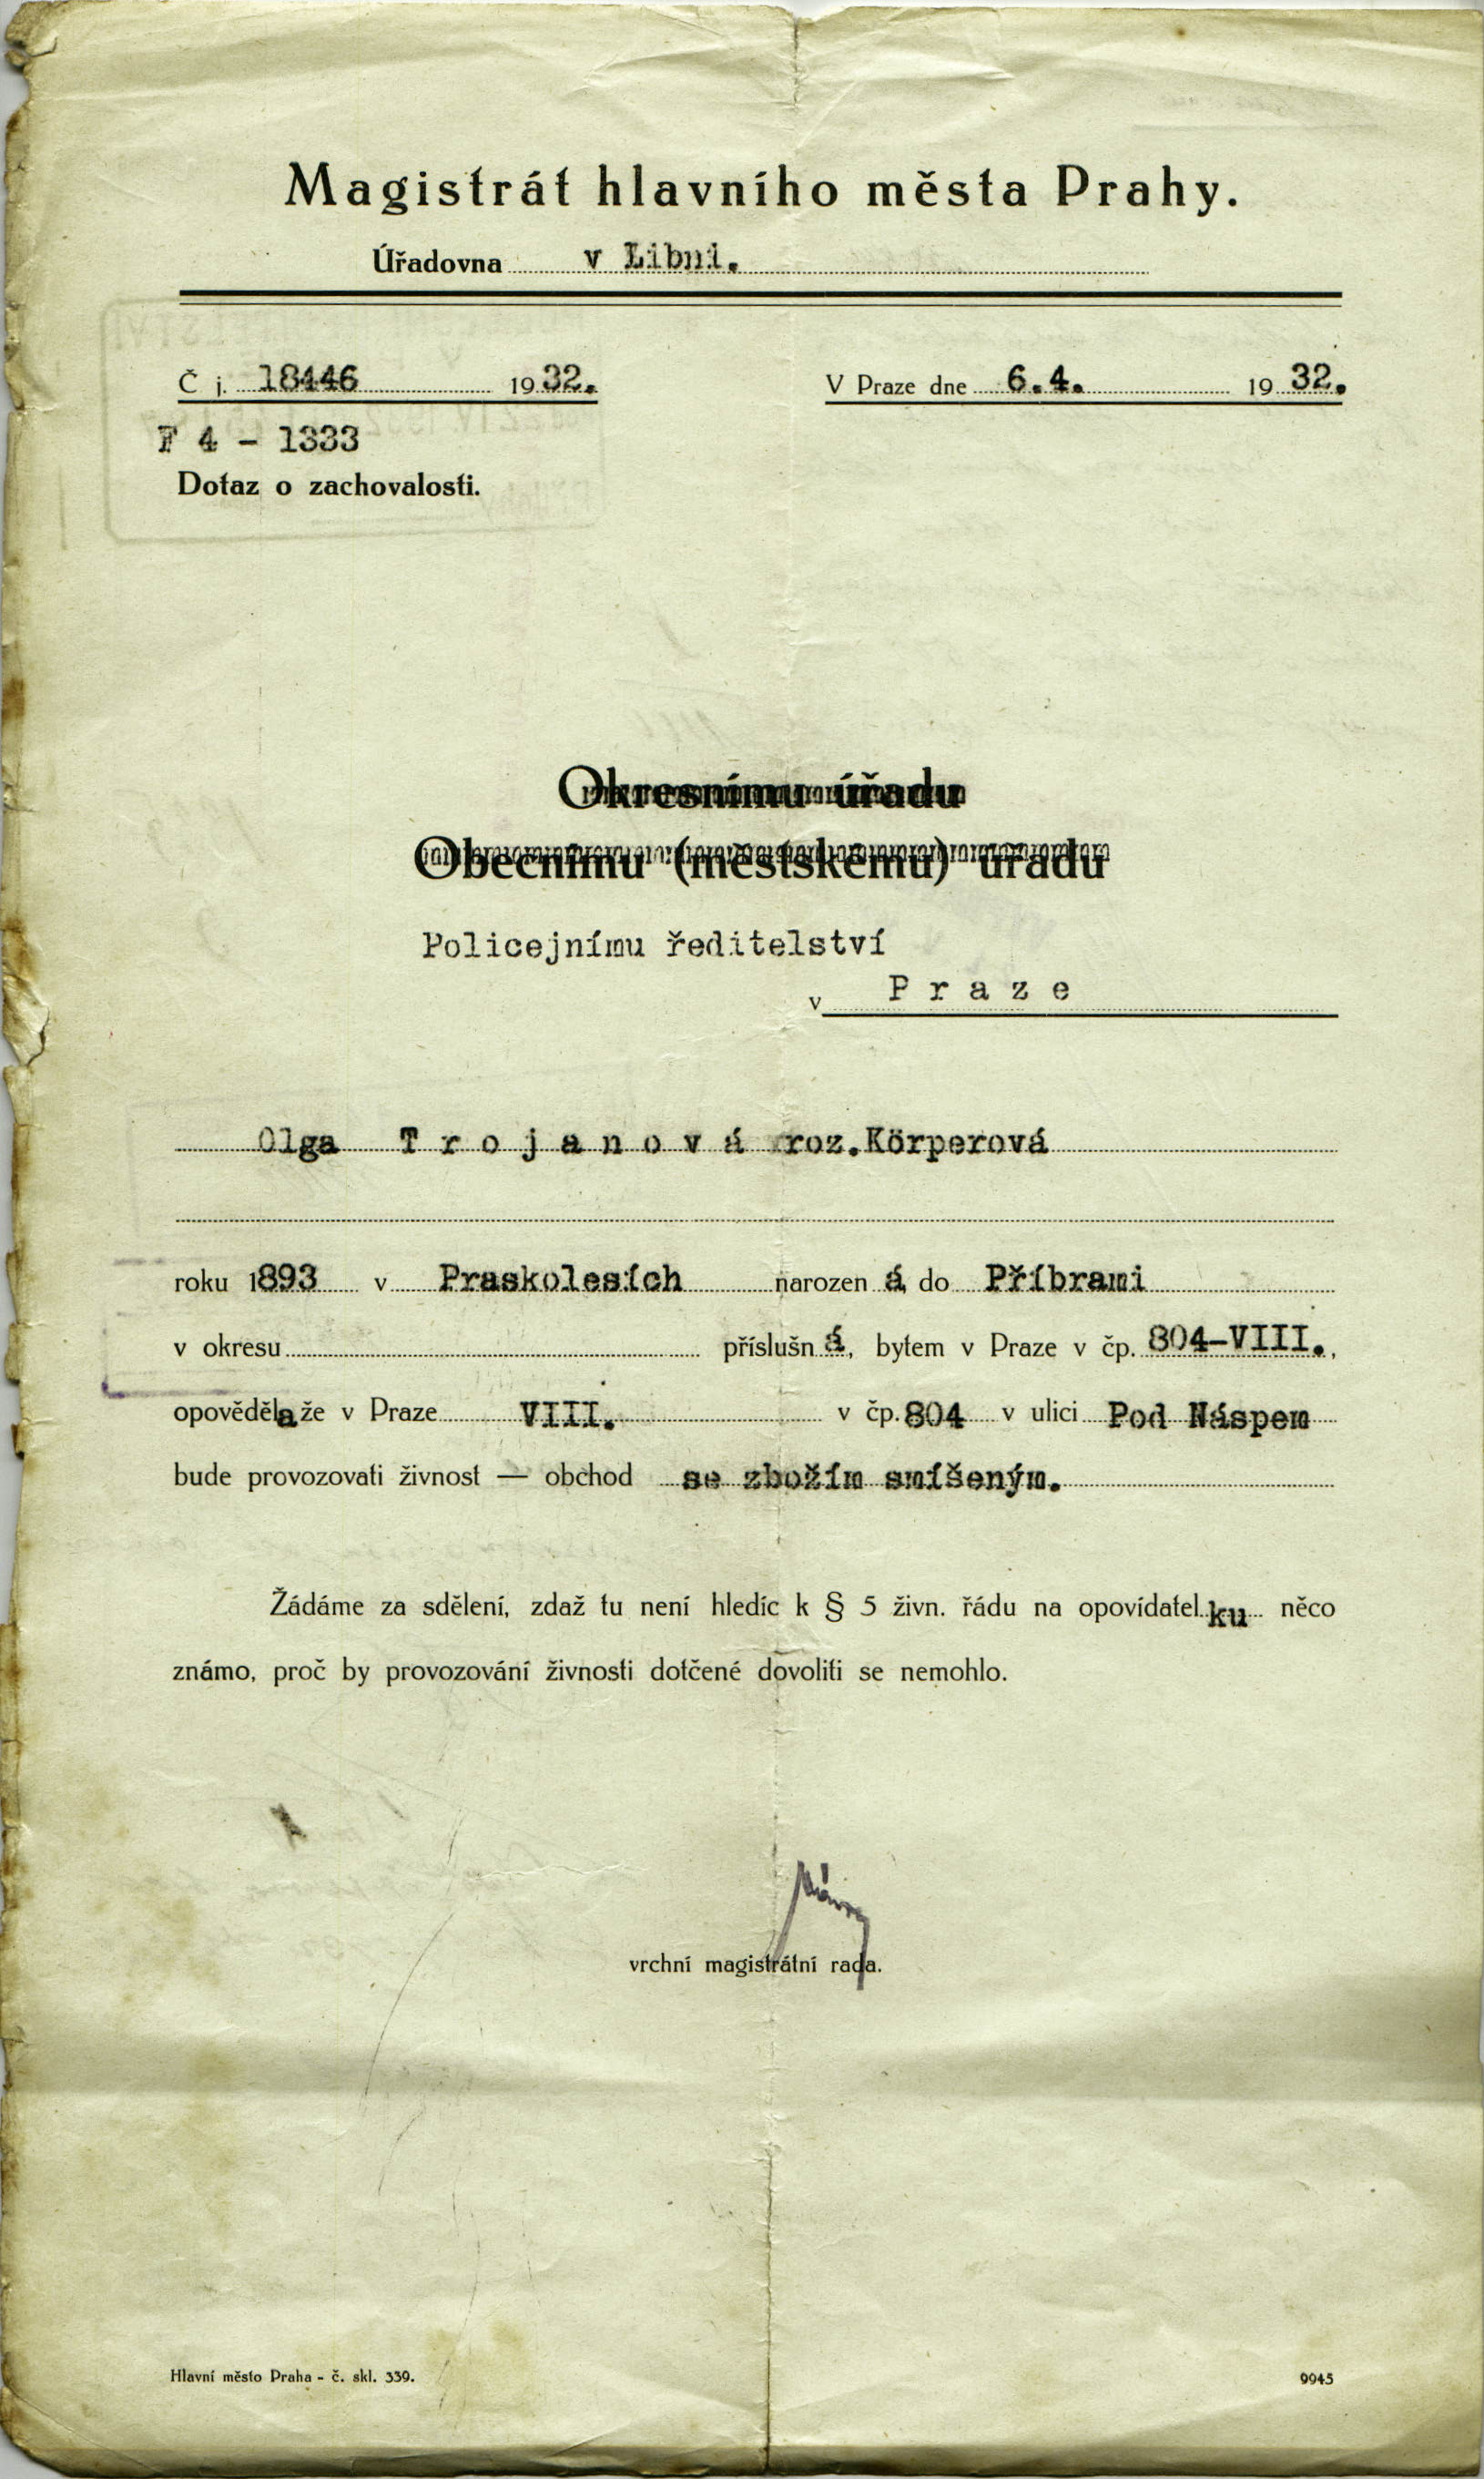 Magistrát hlavního města Prahy.
Úřadovna v Libni.
Č j. 18446 1932.
V Praze dne 6.4. 1932.
F 4 - 1333
Dotaz o zachovalosti.
Okresnímu úřadu
Obecnímu (městskému) úřadu
Policejnímu ředitelství
v Praze
Olga Trojanová roz.Körperová
roku 1893 v Praskolesích narozen á do Příbrami
v okresu příslušn á, bytem v Praze v čp. 804-VIII.,
opověděla že v Praze VIII. v čp. 804 v ulici Pod Náspem
bude provozovati živnost — obchod se zbožím smíšeným.
Žádáme za sdělení, zdaž tu není hledíc k § 5 živn. řádu na opovídatelku něco
známo, proč by provozování živnosti dotčené dovoliti se nemohlo.
vrchní magistrátní rada.
Hlavní město Praha - č. skl. 339.
9945